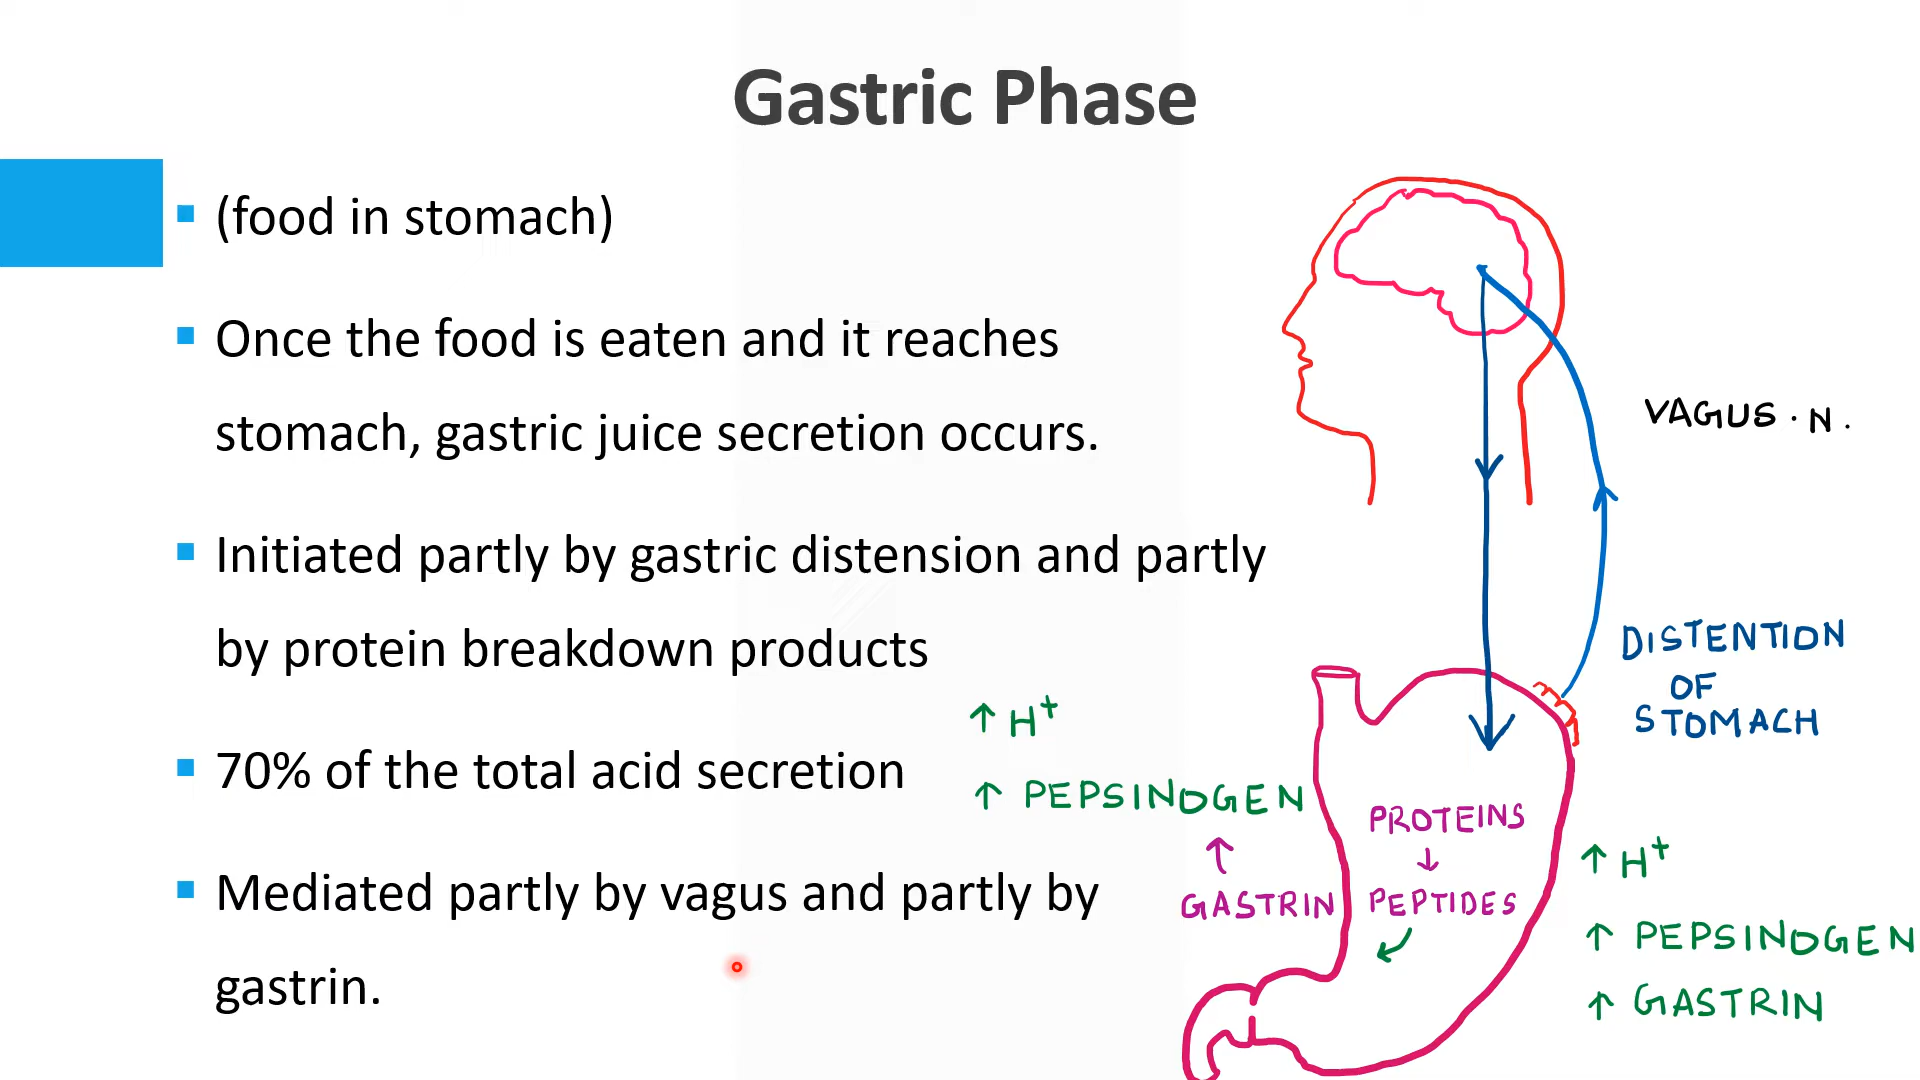 Gastric Phase
▪ (food in stomach)
▪ Once the food is eaten and it reaches
stomach, gastric juice secretion occurs.
▪ Initiated partly by gastric distension and partly
by protein breakdown products
▪ 70% of the total acid secretion
▪ Mediated partly by vagus and partly by
gastrin.
↑ H⁺
↑ PEPSINOGEN
↑
GASTRIN
VAGUS . N .
DISTENTION
OF
STOMACH
PROTEINS
↓
PEPTIDES
↑ H⁺
↑ PEPSINOGEN
↑ GASTRIN